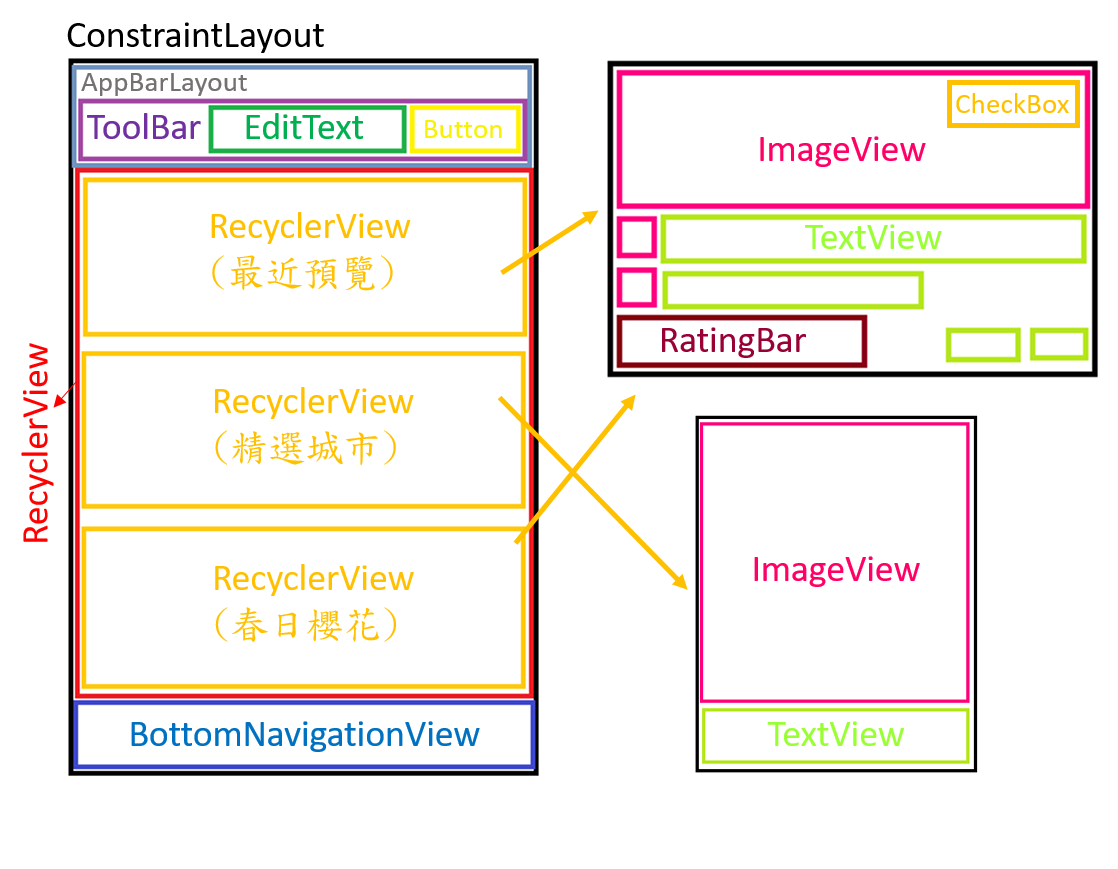 ConstraintLayout
AppBarLayout
ToolBar
EditText
Button
RecyclerView
(最近預覽)
RecyclerView
(精選城市)
RecyclerView
(春日櫻花)
RecyclerView
BottomNavigationView
CheckBox
ImageView
TextView
RatingBar
ImageView
TextView